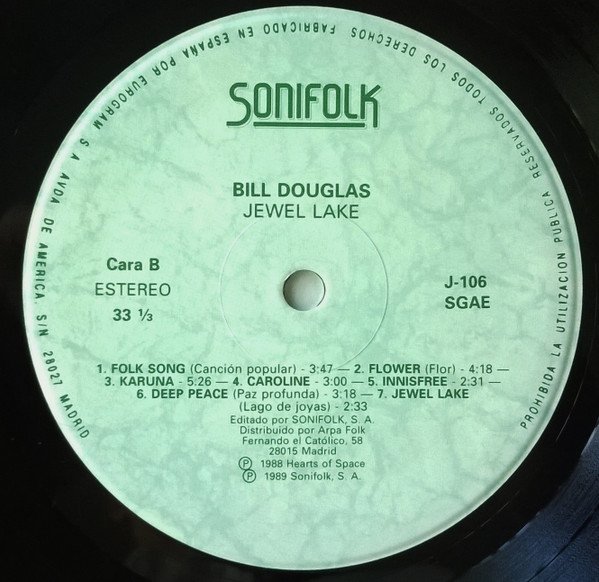 RESERVADOS TODOS LOS DERECHOS FABRICADO EN ESPAÑA POR EUROGRAM, S. A. AVDA. DE AMERICA, S/N 28027 MADRID
PROHIBIDA LA UTILIZACION PUBLICA
SONIFOLK
BILL DOUGLAS
JEWEL LAKE
Cara B
ESTEREO
33 ⅓
J-106
SGAE
1. FOLK SONG (Canción popular) - 3:47 — 2. FLOWER (Flor) - 4:18 —
3. KARUNA - 5:26 — 4. CAROLINE - 3:00 — 5. INNISFREE - 2:31 —
6. DEEP PEACE (Paz profunda) - 3:18 — 7. JEWEL LAKE
(Lago de joyas) - 2:33
Editado por SONIFOLK, S. A.
Distribuido por Arpa Folk
Fernando el Católico, 58
28015 Madrid
Ⓟ 1988 Hearts of Space
Ⓟ 1989 Sonifolk, S. A.